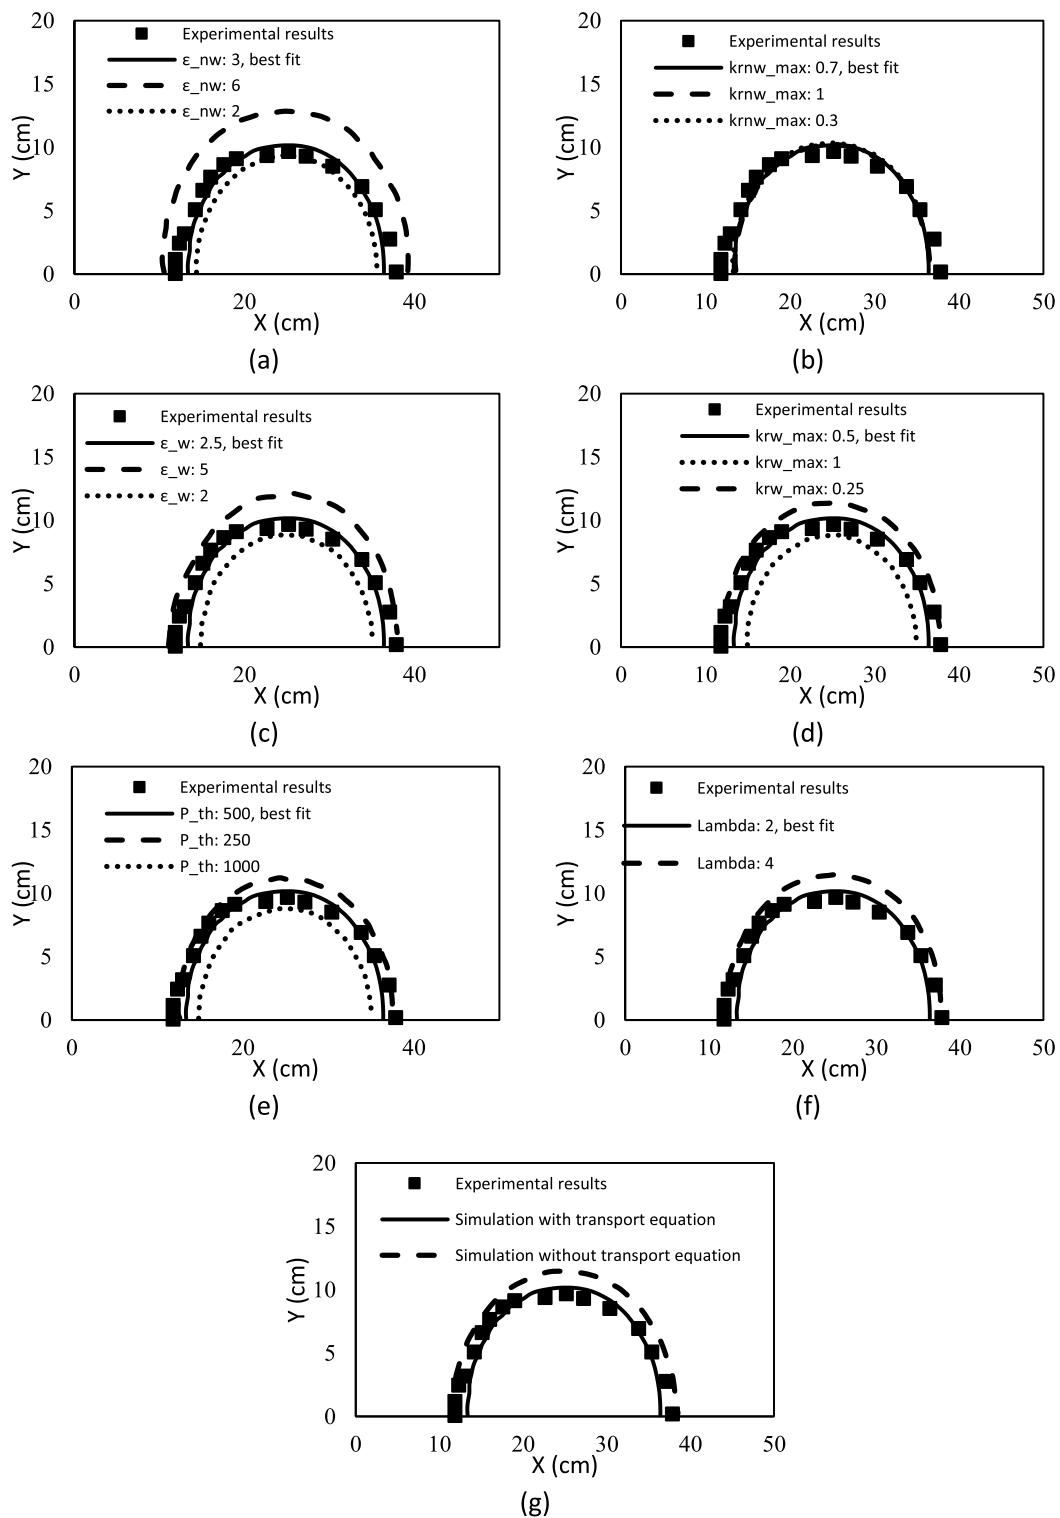 20
15
10
5
0
Y (cm)
Experimental results
ε_nw: 3, best fit
ε_nw: 6
ε_nw: 2
0
20
40
X (cm)
(a)
20
15
10
5
0
Y (cm)
Experimental results
krnw_max: 0.7, best fit
krnw_max: 1
krnw_max: 0.3
0
10
20
30
40
50
X (cm)
(b)
20
15
10
5
0
Y (cm)
Experimental results
ε_w: 2.5, best fit
ε_w: 5
ε_w: 2
0
20
40
X (cm)
(c)
20
15
10
5
0
Y (cm)
Experimental results
krw_max: 0.5, best fit
krw_max: 1
krw_max: 0.25
0
10
20
30
40
50
X (cm)
(d)
20
15
10
5
0
Y (cm)
Experimental results
P_th: 500, best fit
P_th: 250
P_th: 1000
0
20
40
X (cm)
(e)
20
15
10
5
0
Y (cm)
Experimental results
Lambda: 2, best fit
Lambda: 4
0
10
20
30
40
50
X (cm)
(f)
20
15
10
5
0
Y (cm)
Experimental results
Simulation with transport equation
Simulation without transport equation
0
10
20
30
40
50
X (cm)
(g)